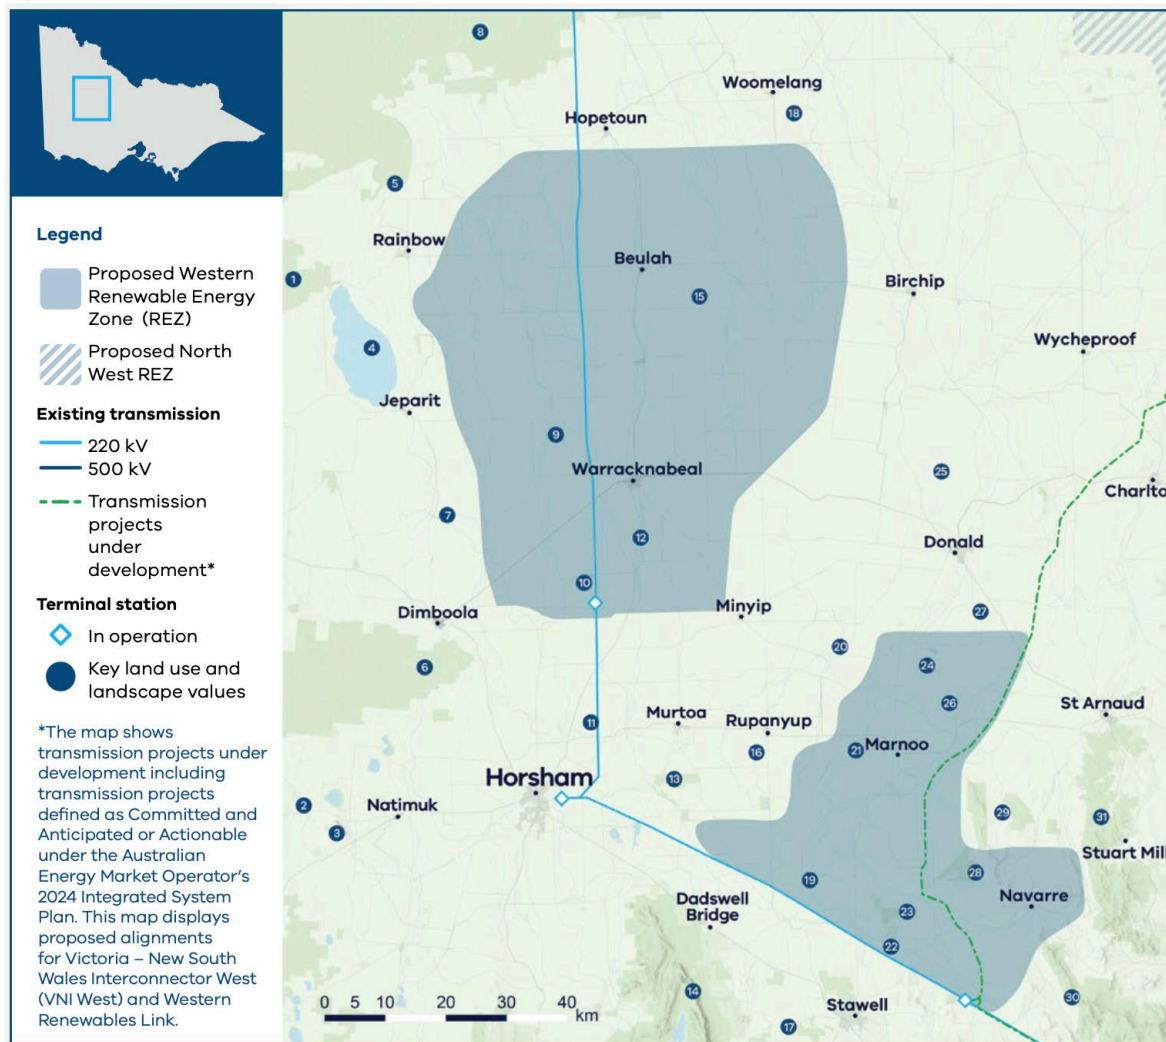 Legend
Proposed Western
Renewable Energy
Zone (REZ)
Proposed North
West REZ
Existing transmission
220 kV
500 kV
Transmission
projects
under
development*
Terminal station
In operation
Key land use and
landscape values
*The map shows
transmission projects under
development including
transmission projects
defined as Committed and
Anticipated or Actionable
under the Australian
Energy Market Operator's
2024 Integrated System
Plan. This map displays
proposed alignments
for Victoria – New South
Wales Interconnector West
(VNI West) and Western
Renewables Link.
8
Woomelang
18
Hopetoun
5
Rainbow
Beulah
1
15
Birchip
Wycheproof
4
Jeparit
9
Warracknabeal
25
Charlto
7
12
Donald
10
Dimboola
Minyip
27
20
6
24
26
St Arnaud
11
Murtoa
Rupanyup
16
21
Marnoo
Horsham
13
2
Natimuk
3
29
31
Stuart Mill
19
28
Navarre
Dadswell
Bridge
23
22
14
30
Stawell
17
0 5 10 20 30 40
km